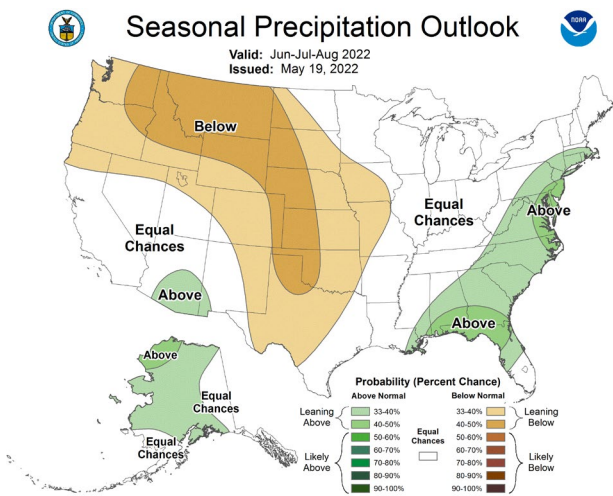 Seasonal Precipitation Outlook
NOAA
Valid: Jun-Jul-Aug 2022
Issued: May 19, 2022
Below
Equal
Chances
Above
Equal
Chances
Above
Above
Above
Equal
Chances
Equal
Chances
Probability (Percent Chance)
Above Normal
Below Normal
Leaning
Above
33-40%
40-50%
Likely
Above
50-60%
60-70%
70-80%
80-90%
90-100%
Equal
Chances
33-40%
40-50%
Leaning
Below
50-60%
60-70%
70-80%
80-90%
90-100%
Likely
Below